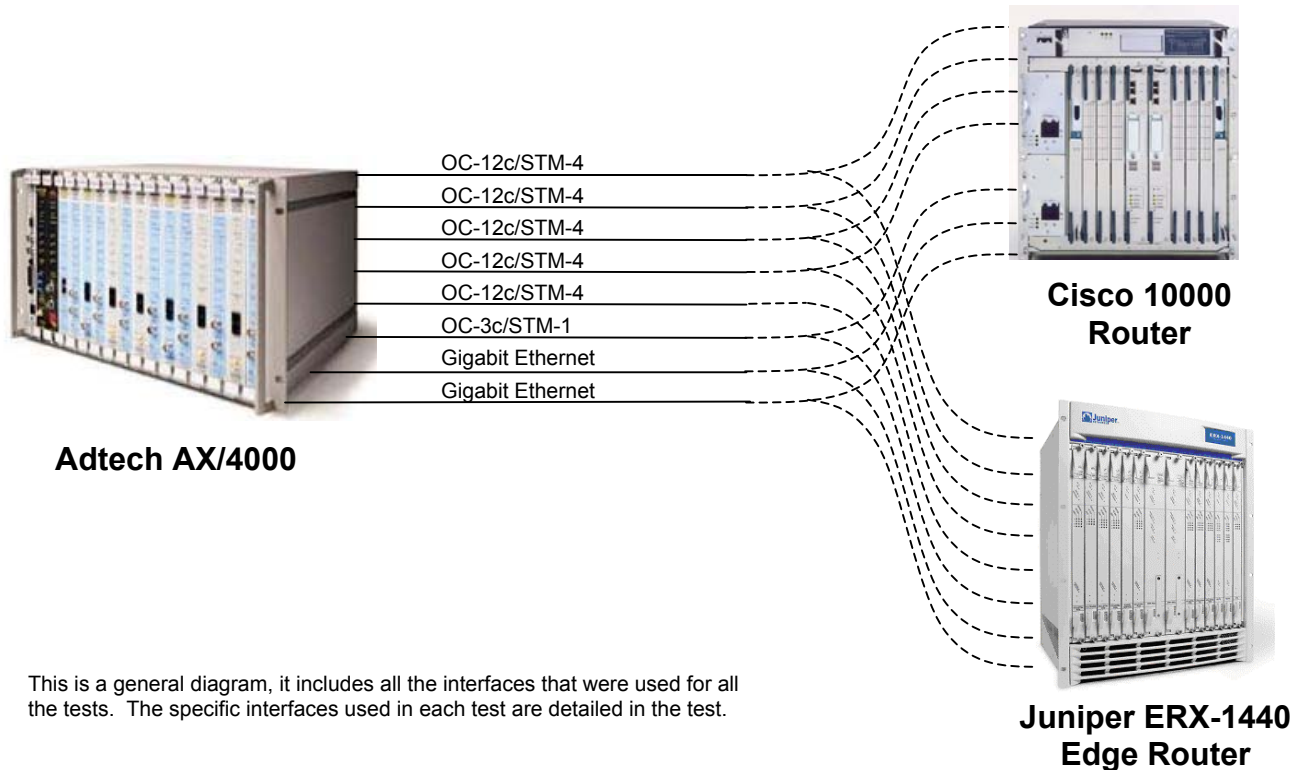 OC-12c/STM-4
OC-12c/STM-4
OC-12c/STM-4
OC-12c/STM-4
OC-12c/STM-4
OC-3c/STM-1
Gigabit Ethernet
Gigabit Ethernet
Adtech AX/4000
Cisco 10000
Router
Juniper
ERX-1440
Juniper ERX-1440
Edge Router
This is a general diagram, it includes all the interfaces that were used for all
the tests.  The specific interfaces used in each test are detailed in the test.